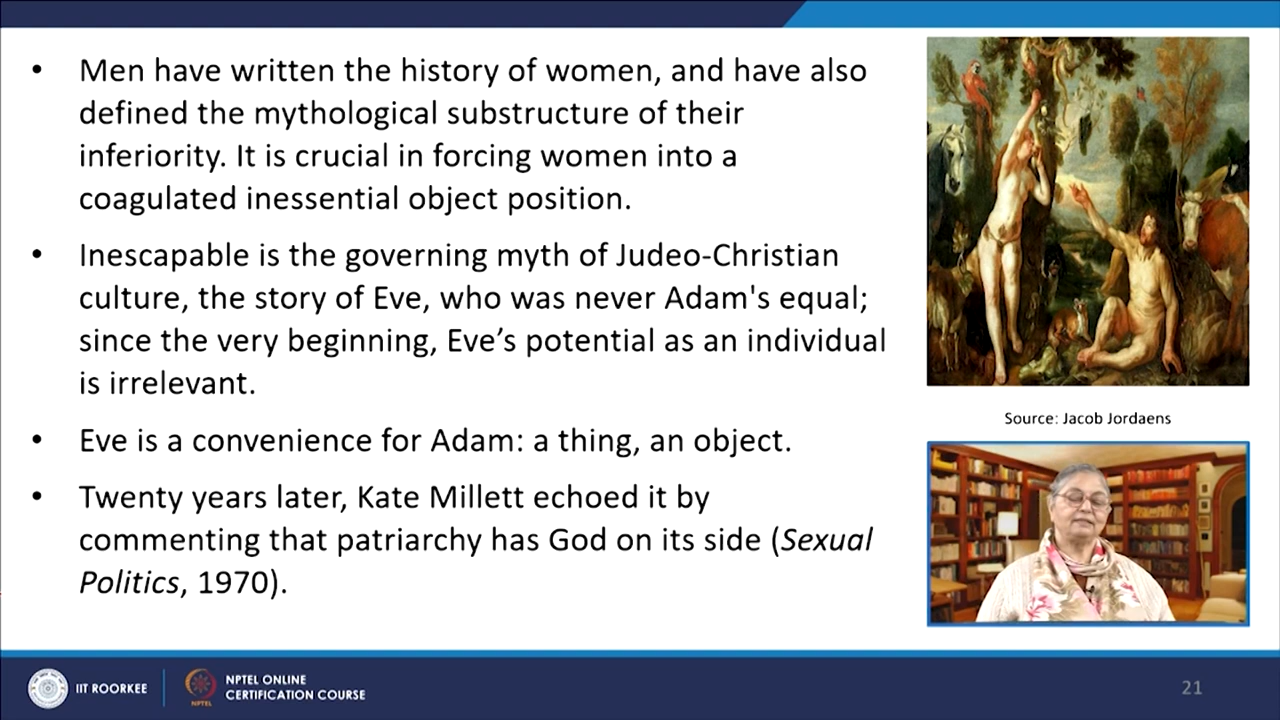 • Men have written the history of women, and have also
defined the mythological substructure of their
inferiority. It is crucial in forcing women into a
coagulated inessential object position.
• Inescapable is the governing myth of Judeo-Christian
culture, the story of Eve, who was never Adam's equal;
since the very beginning, Eve’s potential as an individual
is irrelevant.
• Eve is a convenience for Adam: a thing, an object.
• Twenty years later, Kate Millett echoed it by
commenting that patriarchy has God on its side (Sexual
Politics, 1970).
Source: Jacob Jordaens
IIT ROORKEE
NPTEL
NPTEL ONLINE
CERTIFICATION COURSE
21